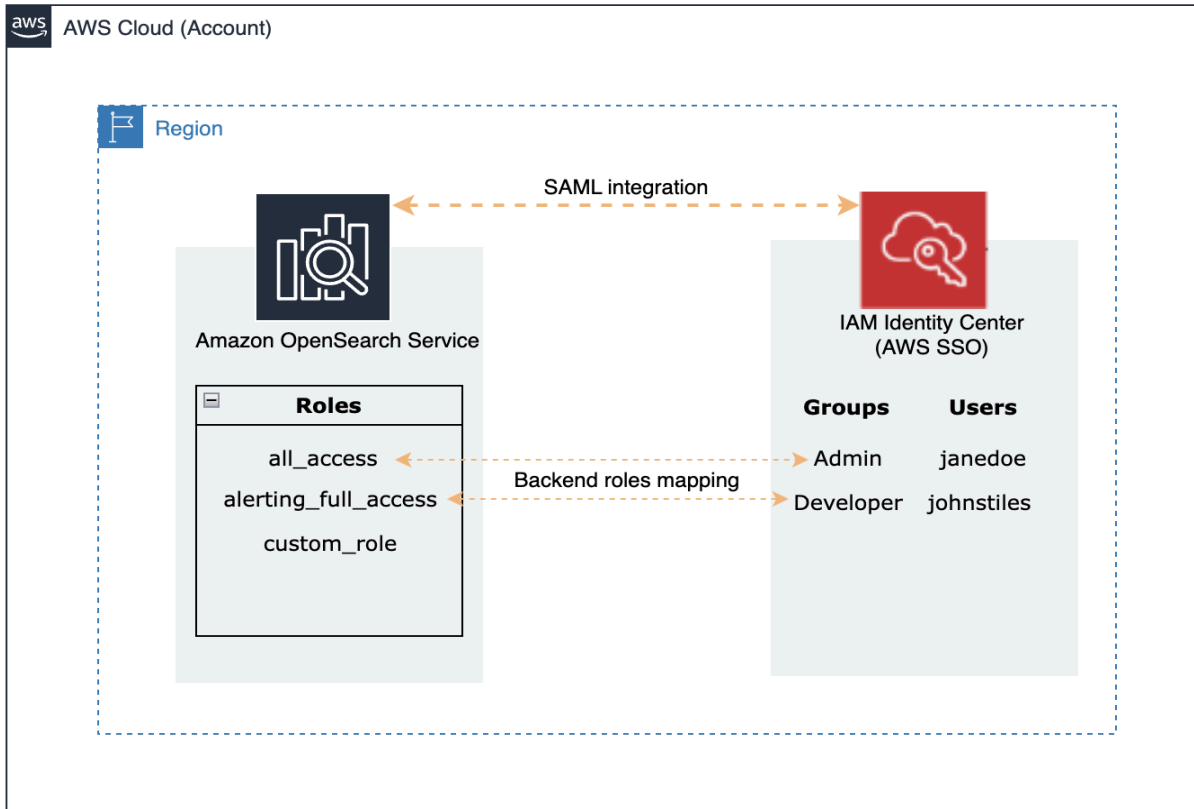 aws
AWS Cloud (Account)
Region
SAML integration
Amazon OpenSearch Service
IAM Identity Center
(AWS SSO)
Roles
Groups Users
all_access
Admin janedoe
Backend roles mapping
alerting_full_access
Developer johnstiles
custom_role